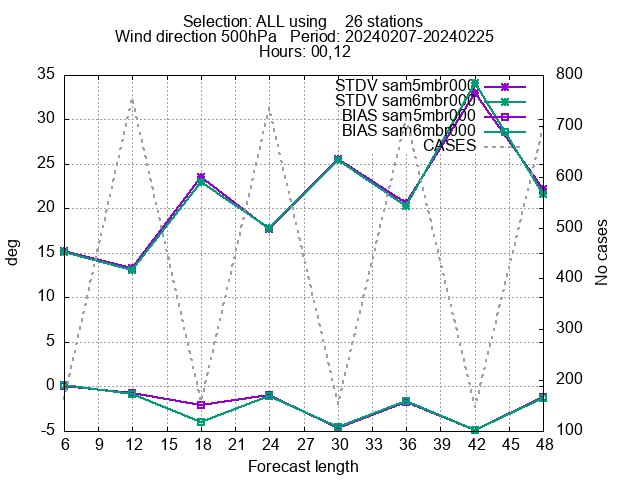 Selection: ALL using    26 stations
Wind direction 500hPa   Period: 20240207-20240225
Hours: 00,12
35 800
STDV sam5mbr000
STDV sam6mbr000
BIAS sam5mbr000
BIAS sam6mbr000
CASES
30 700
25 600
20 500
15 400
10 300
5
0 200
-5 100
deg
No cases
6 9 12 15 18 21 24 27 30 33 36 39 42 45 48
Forecast length